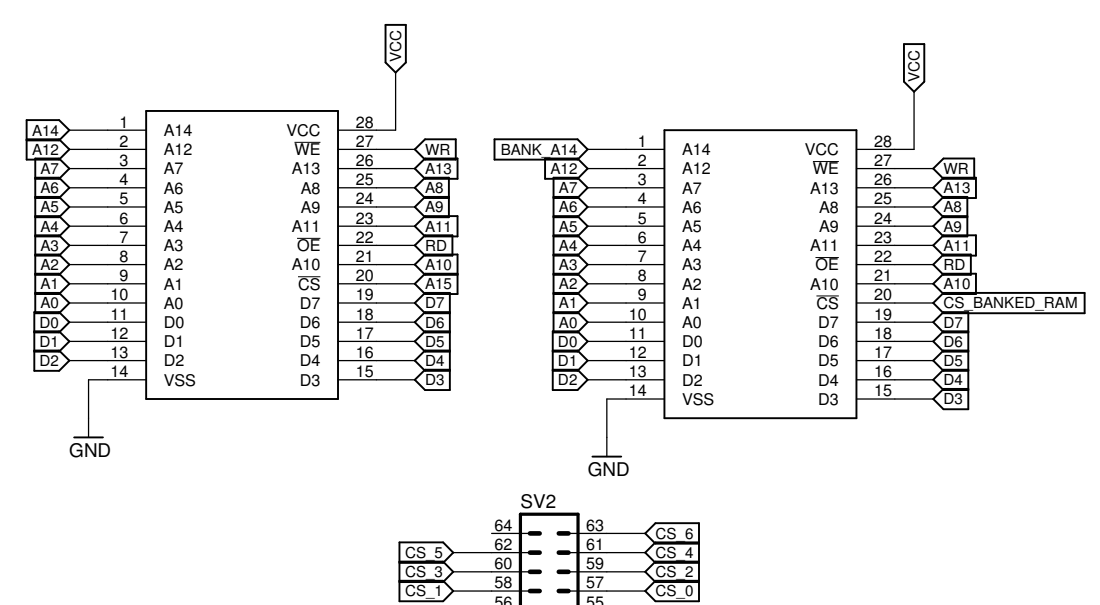 VCC
A14 1 A14 VCC 28
A12 2 A12 WE 27 WR
A7 3 A7 A13 26 A13
A6 4 A6 A8 25 A8
A5 5 A5 A9 24 A9
A4 6 A4 A11 23 A11
A3 7 A3 OE 22 RD
A2 8 A2 A10 21 A10
A1 9 A1 CS 20 A15
A0 10 A0 D7 19 D7
D0 11 D0 D6 18 D6
D1 12 D1 D5 17 D5
D2 13 D2 D4 16 D4
14 VSS D3 15 D3
GND
VCC
BANK_A14 1 A14 VCC 28
A12 2 A12 WE 27 WR
A7 3 A7 A13 26 A13
A6 4 A6 A8 25 A8
A5 5 A5 A9 24 A9
A4 6 A4 A11 23 A11
A3 7 A3 OE 22 RD
A2 8 A2 A10 21 A10
A1 9 A1 CS 20 CS_BANKED_RAM
A0 10 A0 D7 19 D7
D0 11 D0 D6 18 D6
D1 12 D1 D5 17 D5
D2 13 D2 D4 16 D4
14 VSS D3 15 D3
GND
SV2
64 63 CS_6
CS_5 62 61 CS_4
CS_3 60 59 CS_2
CS_1 58 57 CS_0
56 55